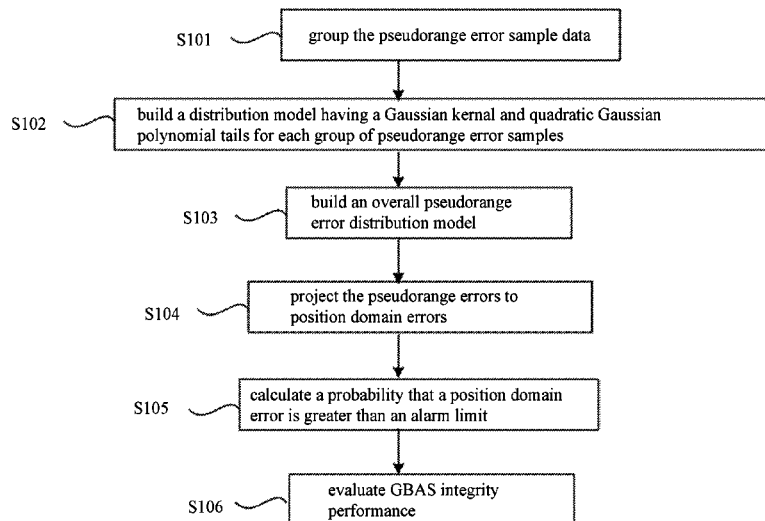 S101
group the pseudorange error sample data
S102
build a distribution model having a Gaussian kernal and quadratic Gaussian
polynomial tails for each group of pseudorange error samples
S103
build an overall pseudorange
error distribution model
S104
project the pseudorange errors to
position domain errors
S105
calculate a probability that a position domain
error is greater than an alarm limit
S106
evaluate GBAS integrity
performance